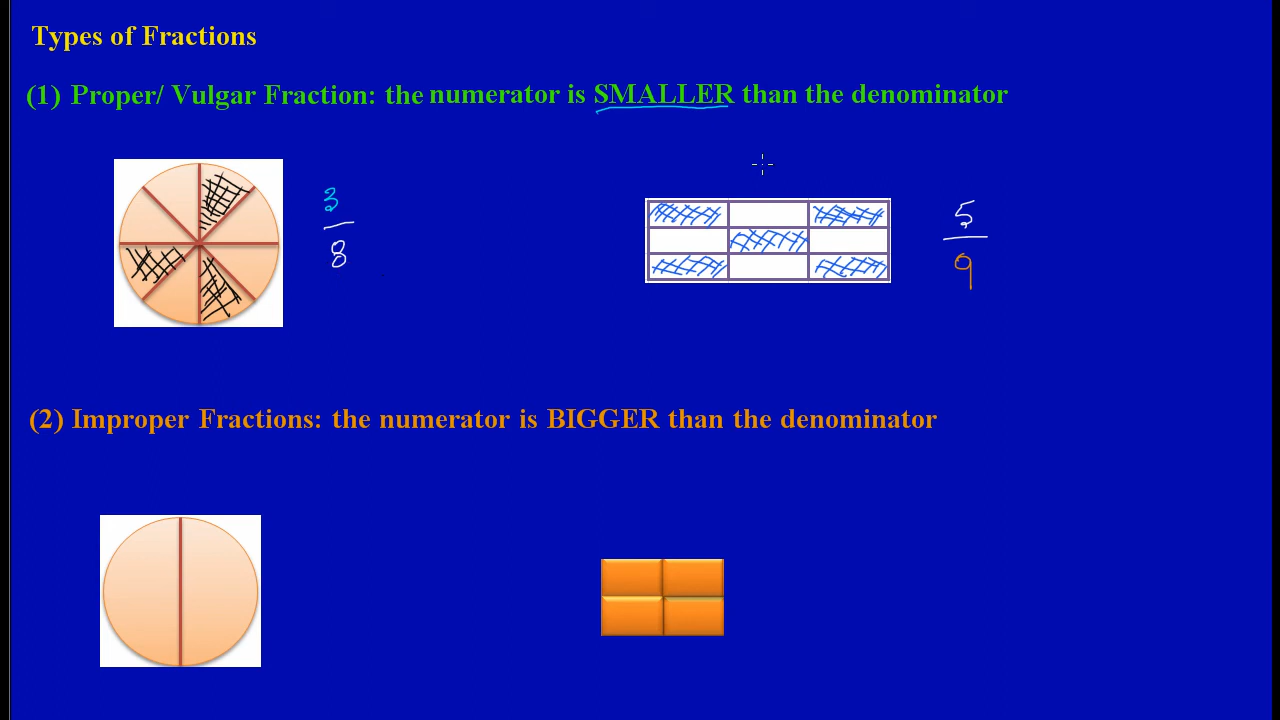 Types of Fractions
(1) Proper/ Vulgar Fraction: the numerator is SMALLER than the denominator
3
8
5
9
(2) Improper Fractions: the numerator is BIGGER than the denominator